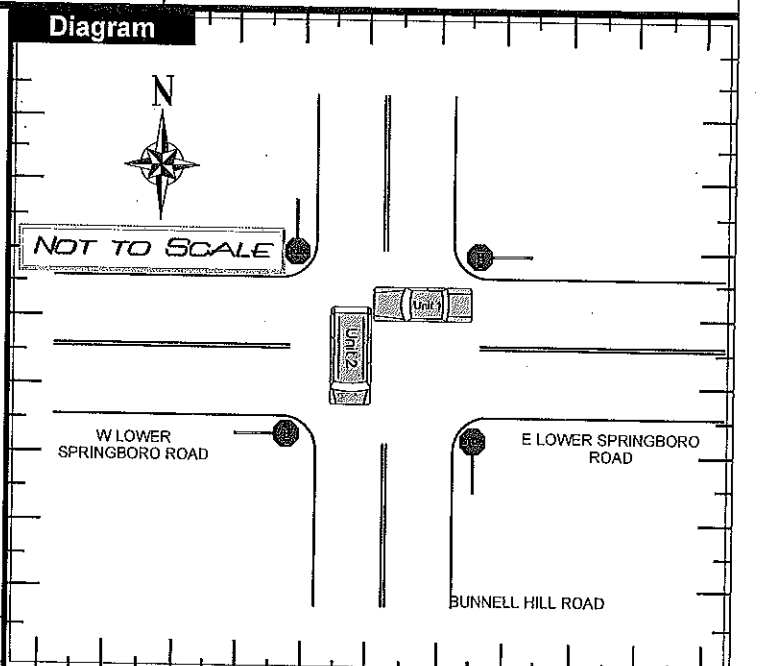 Diagram
N
NOT TO SCALE
Unit 1
Unit 2
W LOWER
SPRINGBORO ROAD
E LOWER SPRINGBORO
ROAD
BUNNELL HILL ROAD